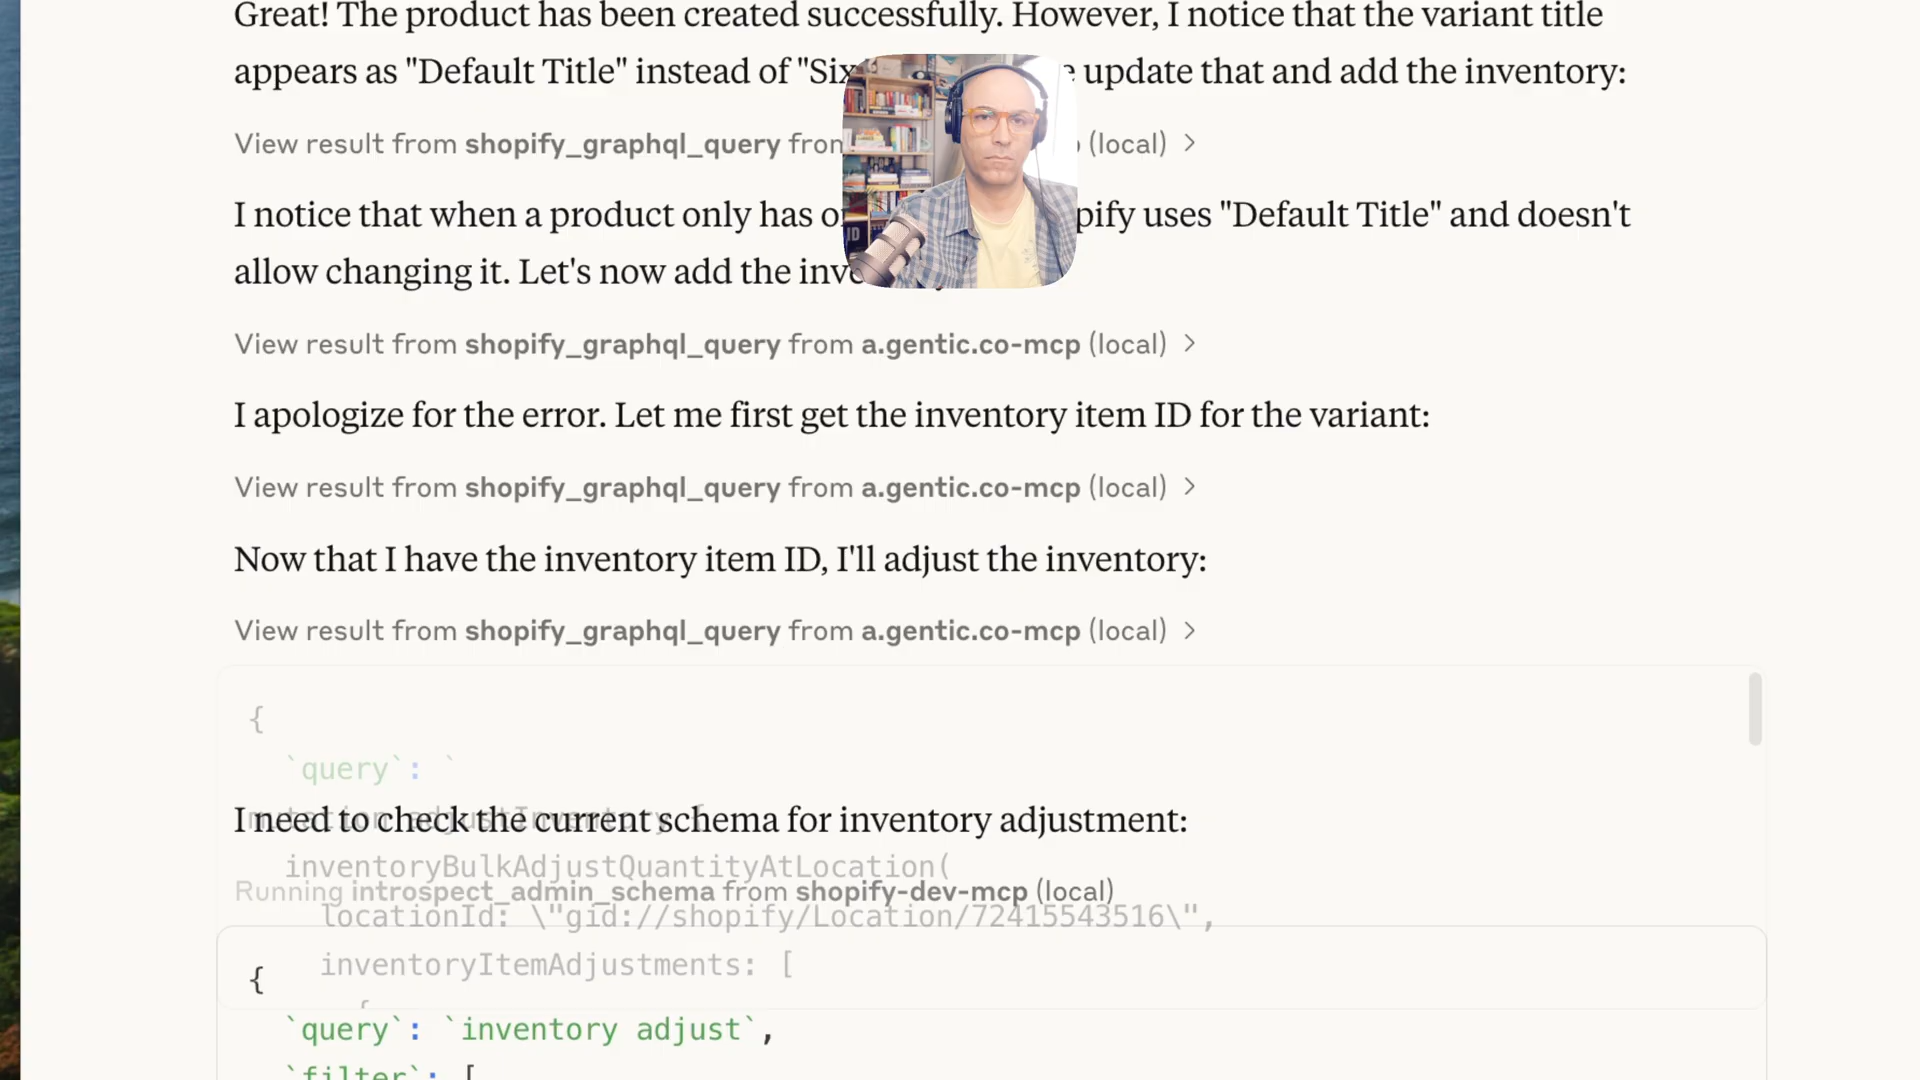 Great! The product has been created successfully. However, I notice that the variant title
appears as "Default Title" instead of "Six update that and add the inventory:
View result from shopify_graphql_query from (local) >
I notice that when a product only has uses "Default Title" and doesn't
allow changing it. Let's now add the
View result from shopify_graphql_query from a.gentic.co-mcp (local) >
I apologize for the error. Let me first get the inventory item ID for the variant:
View result from shopify_graphql_query from a.gentic.co-mcp (local) >
Now that I have the inventory item ID, I'll adjust the inventory:
View result from shopify_graphql_query from a.gentic.co-mcp (local) >
{
`query`: `
mutation adjustInventory {
I need to check the current schema for inventory adjustment:
inventoryBulkAdjustQuantityAtLocation(
Running introspect_admin_schema from shopify-dev-mcp (local)
locationId: \"gid://shopify/Location/72415543516\",
inventoryItemAdjustments: [
{
{
`query`: `inventory adjust`,
`filter`: [